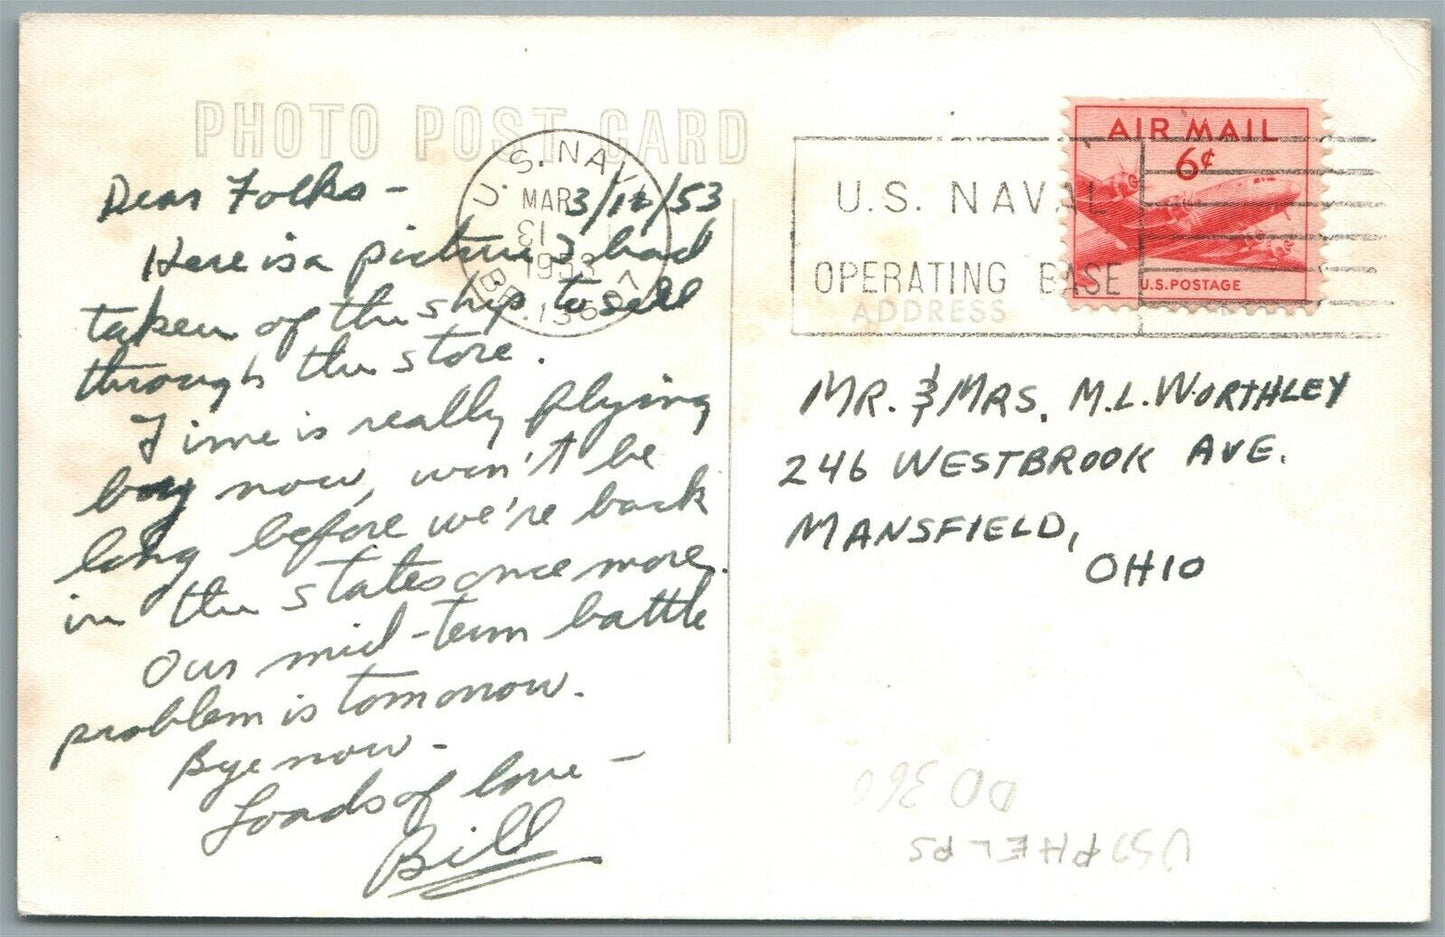 PHOTO POST CARD
Dear Folks -
3/12/53
Here is a picture I had
taken of the ship to sell
through the store.
Time is really flying
by now, won't be
long before we're back
in the states once more.
Our mid-term battle
problem is tomorrow.
Bye now -
Loads of love -
Bill
U.S. NAVY
MAR
31
1953
BR. 13667
U.S. NAVAL
OPERATING BASE
ADDRESS
AIR MAIL
6¢
U.S. POSTAGE
MR. & MRS. M.L. WORTHLEY
246 WESTBROOK AVE.
MANSFIELD,
OHIO
USS PHELPS
DD 360